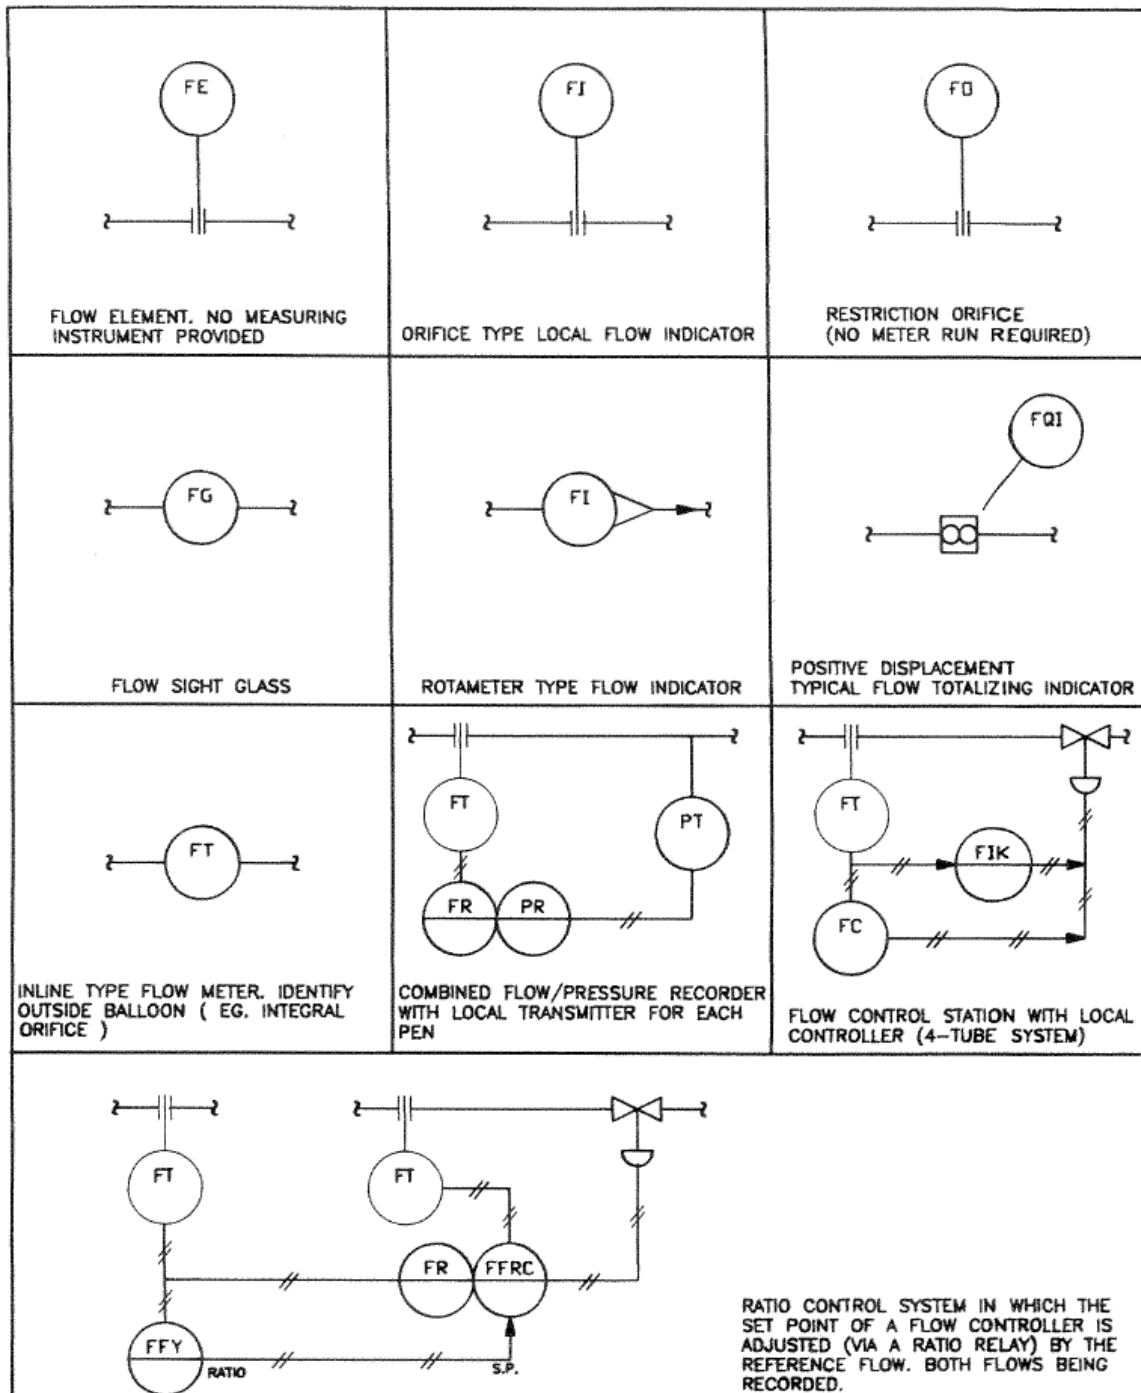 FE
FI
FO
FLOW ELEMENT. NO MEASURING
INSTRUMENT PROVIDED
ORIFICE TYPE LOCAL FLOW INDICATOR
RESTRICTION ORIFICE
(NO METER RUN REQUIRED)
FG
FI
FQI
FLOW SIGHT GLASS
ROTAMETER TYPE FLOW INDICATOR
POSITIVE DISPLACEMENT
TYPICAL FLOW TOTALIZING INDICATOR
FT
INLINE TYPE FLOW METER. IDENTIFY
OUTSIDE BALLOON ( EG. INTEGRAL
ORIFICE )
FT
PT
FR
PR
COMBINED FLOW/PRESSURE RECORDER
WITH LOCAL TRANSMITTER FOR EACH
PEN
FT
FIK
FC
FLOW CONTROL STATION WITH LOCAL
CONTROLLER (4-TUBE SYSTEM)
FT
FT
FR
FFRC
FFY
RATIO
S.P.
RATIO CONTROL SYSTEM IN WHICH THE
SET POINT OF A FLOW CONTROLLER IS
ADJUSTED (VIA A RATIO RELAY) BY THE
REFERENCE FLOW. BOTH FLOWS BEING
RECORDED.